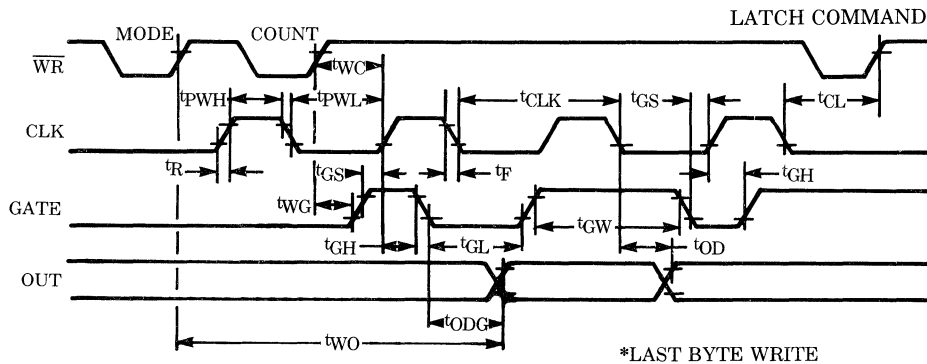 LATCH COMMAND
MODE COUNT
WR
tWC
tPWH tPWL tCLK tGS tCL
CLK
tR tGS tF tGH
tWG
GATE
tGH tGL tGW tOD
OUT
tODG
tWO
*LAST BYTE WRITE